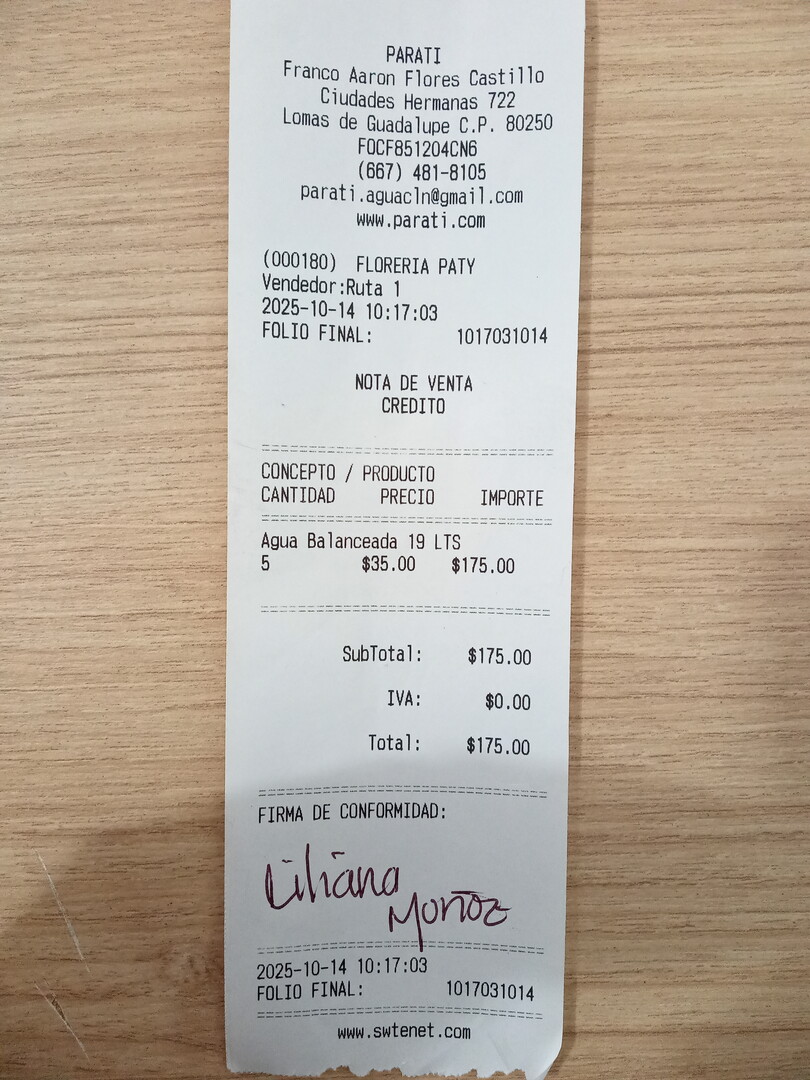 PARATI
Franco Aaron Flores Castillo
Ciudades Hermanas 722
Lomas de Guadalupe C.P. 80250
FOCF851204CN6
(667) 481-8105
parati.aguacln@gmail.com
www.parati.com
(000180) FLORERIA PATY
Vendedor:Ruta 1
2025-10-14 10:17:03
FOLIO FINAL: 1017031014
NOTA DE VENTA
CREDITO
CONCEPTO / PRODUCTO
CANTIDAD PRECIO IMPORTE
Agua Balanceada 19 LTS
5 $35.00 $175.00
SubTotal: $175.00
IVA: $0.00
Total: $175.00
FIRMA DE CONFORMIDAD:
Liliana
Muñoz
2025-10-14 10:17:03
FOLIO FINAL: 1017031014
www.swtenet.com